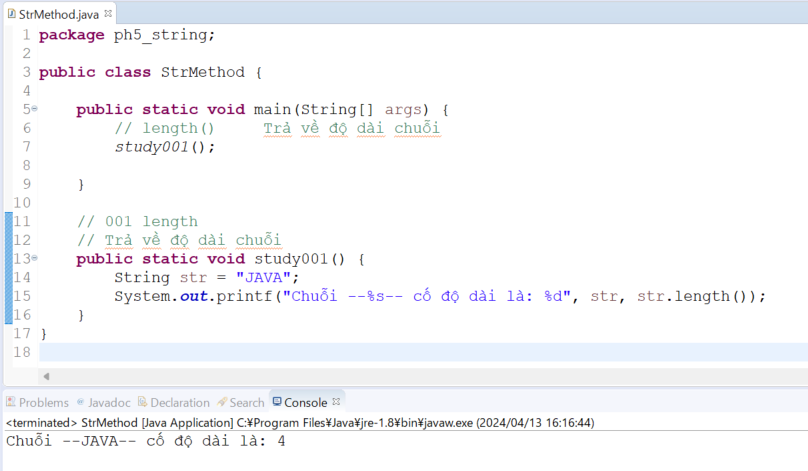 StrMethod.java
1 package ph5_string;
2
3 public class StrMethod {
4
5 public static void main(String[] args) {
6 // length() Trả về độ dài chuỗi
7 study001();
8
9 }
10
11 // 001 length
12 // Trả về độ dài chuỗi
13 public static void study001() {
14 String str = "JAVA";
15 System.out.printf("Chuỗi --%s-- cố độ dài là: %d", str, str.length());
16 }
17 }
18
Problems Javadoc Declaration Search Console
<terminated> StrMethod [Java Application] C:¥Program Files¥Java¥jre-1.8¥bin¥javaw.exe (2024/04/13 16:16:44)
Chuỗi --JAVA-- cố độ dài là: 4